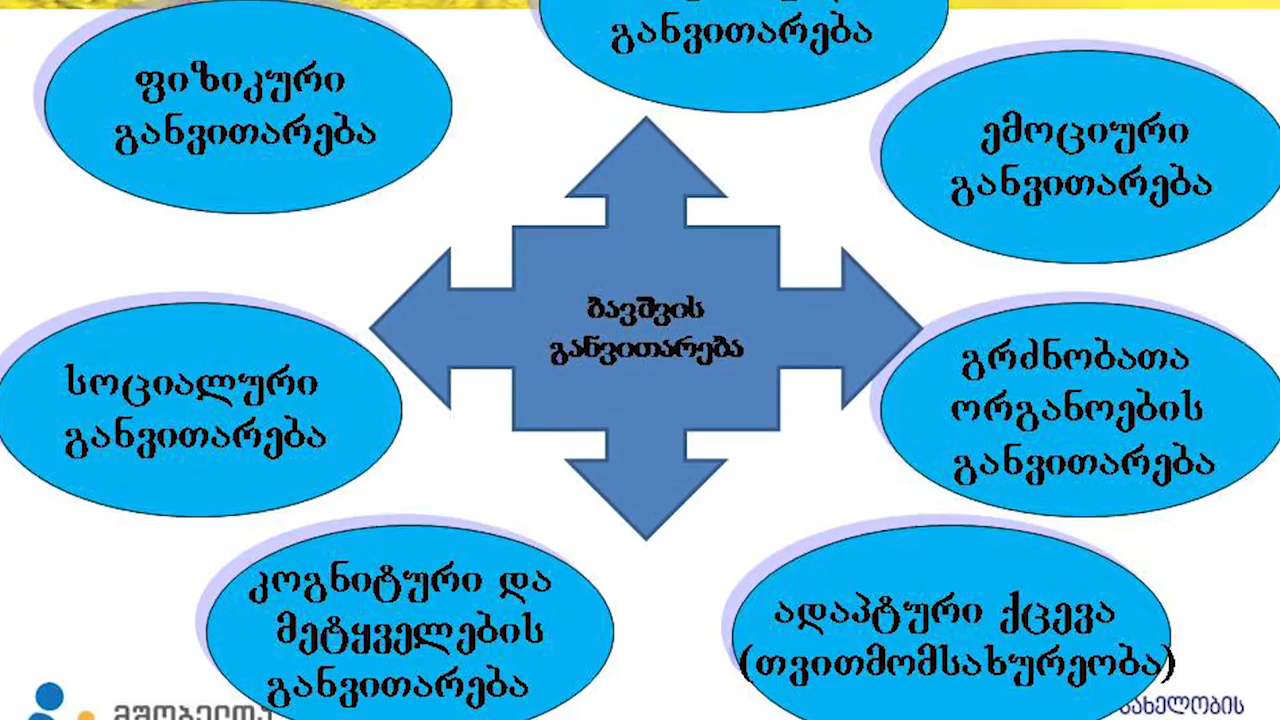 განვითარება
ფიზიკური
განვითარება
ემოციური
განვითარება
ბავშვის
განვითარება
სოციალური
განვითარება
გრძნობათა
ორგანოების
განვითარება
კოგნიტური და
მეტყველების
განვითარება
ადაპტური ქცევა
(თვითმომსახურეობა)